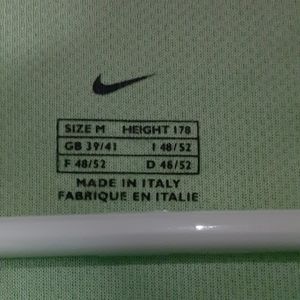 SIZE M HEIGHT 178
GB 39/41 I 48/52
F 48/52 D 46/52
MADE IN ITALY
FABRIQUE EN ITALIE